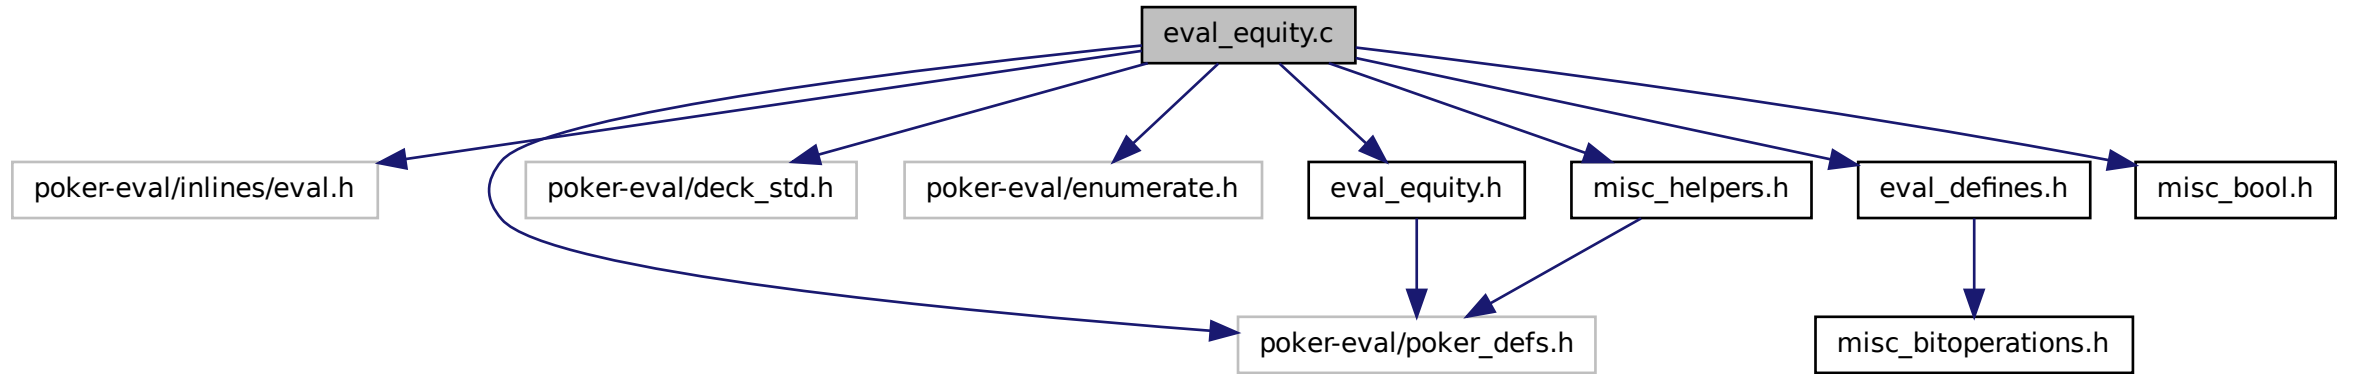 eval_equity.c
poker-eval/inlines/eval.h
poker-eval/deck_std.h
poker-eval/enumerate.h
eval_equity.h
misc_helpers.h
eval_defines.h
misc_bool.h
poker-eval/poker_defs.h
misc_bitoperations.h